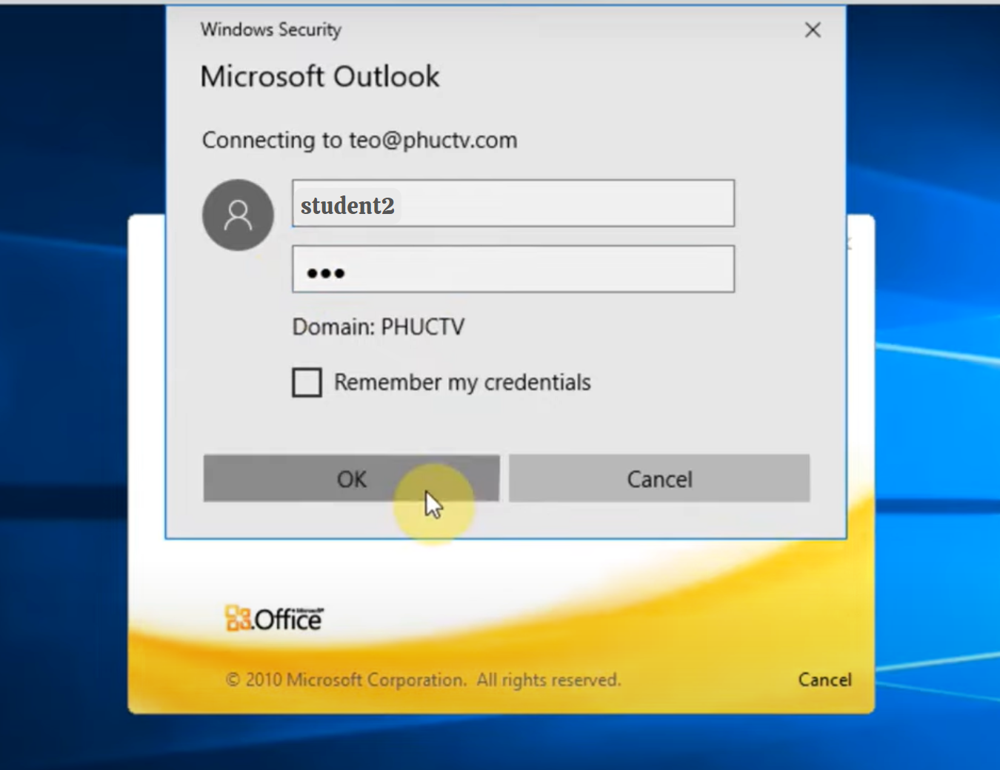 Windows Security
Microsoft Outlook
Connecting to teo@phuctv.com
student2
•••
Domain: PHUCTV
Remember my credentials
OK Cancel
Microsoft
Office
© 2010 Microsoft Corporation. All rights reserved. Cancel